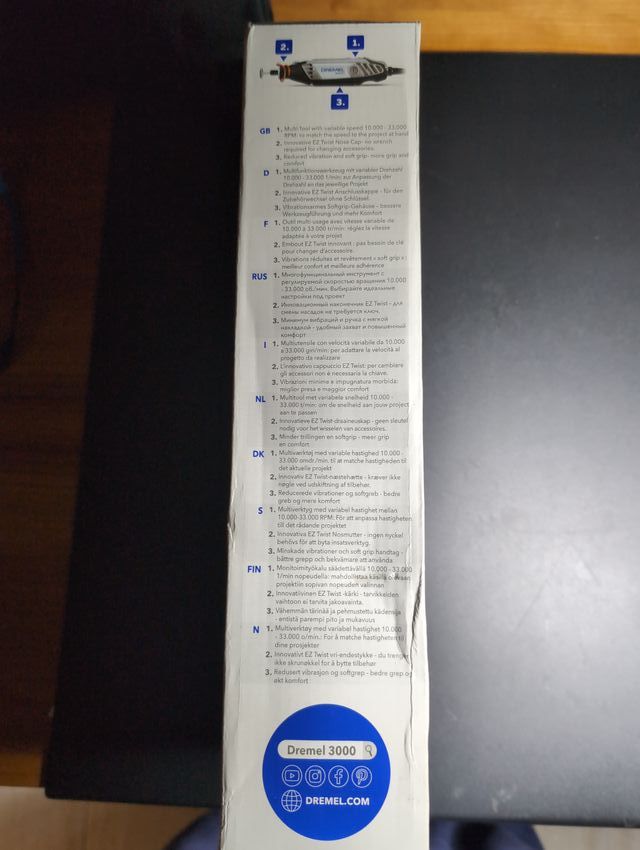 2.
1.
DREMEL
3.
GB 1. Multi Tool with variable speed 10.000 - 33.000
RPM: to match the speed to the project at hand
2. Innovative EZ Twist Nose Cap- no wrench
required for changing accessories.
3. Reduced vibration and soft grip- more grip and
comfort
D 1. Multifunktionswerkzeug mit variabler Drehzahl
10.000 - 33.000 1/min: zur Anpassung der
Drehzahl an das jeweilige Projekt
2. Innovative EZ Twist Anschlusskappe - für den
Zubehörwechsel ohne Schlüssel.
3. Vibrationsarmes Softgrip-Gehäuse - bessere
Werkzeugführung und mehr Komfort
F 1. Outil multi-usage avec vitesse variable de
10.000 à 33.000 tr/min: réglez la vitesse
adaptée à votre projet
2. Embout EZ Twist innovant : pas besoin de clé
pour changer d'accessoire.
3. Vibrations réduites et revêtement « soft grip » :
meilleur confort et meilleure adhérence
RUS 1. Многофункцинальный инструмент с
регулируемой скоростью вращения 10.000
- 33.000 об./мин. Выбирайте идеальные
настройки под проект
2. Инновационный наконечник EZ Twist - для
смены насадок не требуется ключ.
3. Минимум вибраций и ручка с мягкой
накладкой - удобный захват и повышенный
комфорт
I 1. Multiutensile con velocità variabile da 10.000
a 33.000 giri/min: per adattare la velocità al
progetto da realizzare
2. L'innovativo cappuccio EZ Twist: per cambiare
gli accessori non è necessaria la chiave.
3. Vibrazioni minime e impugnatura morbida:
miglior presa e maggior comfort
NL 1. Multitool met variabele snelheid 10.000 -
33.000 t/min: om de snelheid aan jouw project
aan te passen
2. Innovatieve EZ Twist-draaineuskap - geen sleutel
nodig voor het wisselen van accessoires.
3. Minder trillingen en softgrip - meer grip
en comfort
DK 1. Multiværktøj med variable hastighed 10.000 -
33.000 omdr./min. til at matche hastigheden til
det aktuelle projekt
2. Innovativ EZ Twist-næstehætte - kræver ikke
nøgle ved udskiftning af tilbehør.
3. Reducerede vibrationer og softgreb - bedre
greb og mere komfort
S 1. Multiverktyg med variabel hastighet mellan
10.000-33.000 RPM: För att anpassa hastigheten
till det rådande projektet
2. Innovativa EZ Twist Nosmutter - ingen nyckel
behövs för att byta insatsverktyg.
3. Minskade vibrationer och soft grip handtag -
bättre grepp och bekvämare att använda.
FIN 1. Monitoimityökalu säädettävällä 10.000 - 33.000
1/min nopeudella: mahdollistaa käsillä olevaan
projektiin sopivan nopeuden valinnan
2. Innovatiivinen EZ Twist -kärki - tarvikkeiden
vaihtoon ei tarvita jakoavainta.
3. Vähemmän tärinää ja pehmustettu kädensija
- entistä parempi pito ja mukavuus
N 1. Multiverktøy med variabel hastighet 10.000
- 33.000 o/min.: For å matche hastigheten til
dine prosjekter
2. Innovativt EZ Twist vri-endestykke - du trenger
ikke skrunøkkel for å bytte tilbehør
3. Redusert vibrasjon og softgrep - bedre grep og
økt komfort
Dremel 3000
DREMEL.COM